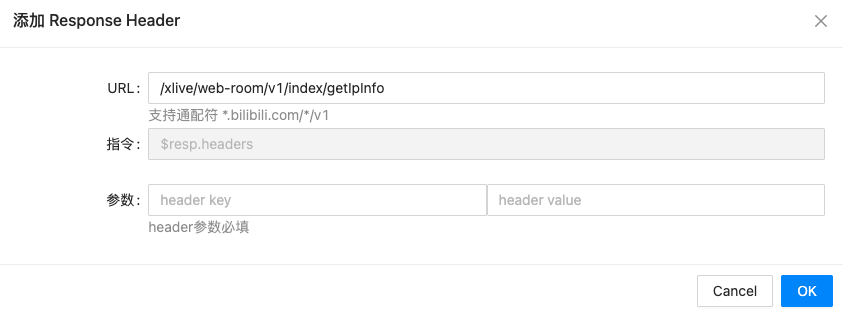 添加 Response Header
URL: /xlive/web-room/v1/index/getIpInfo
支持通配符 *.bilibili.com/*/v1
指令: $resp.headers
参数: header key header value
header参数必填
Cancel OK